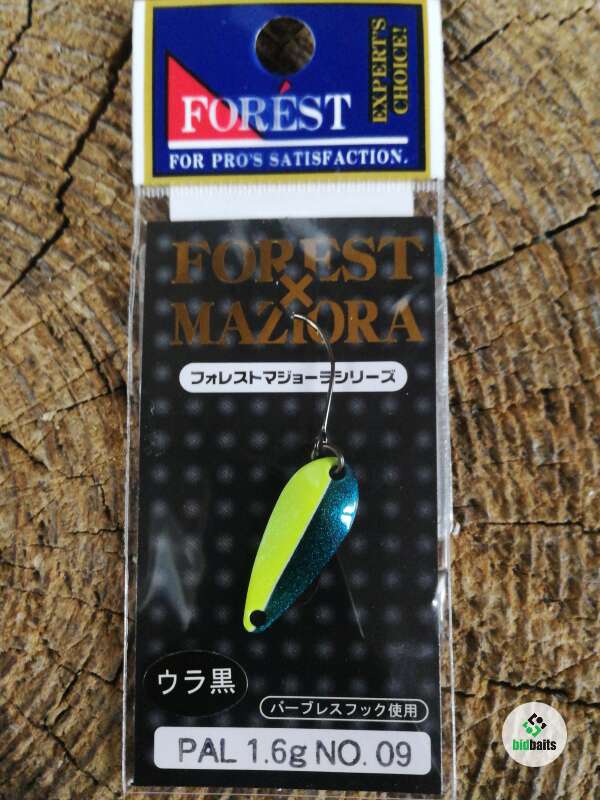 FORÉST
EXPERT'S
CHOICE!
FOR PRO'S SATISFACTION.
FOREST
×
MAZIORA
フォレストマジョーラシリーズ
ウラ黒
バーブレスフック使用
PAL 1.6g NO. 09
bidbaits